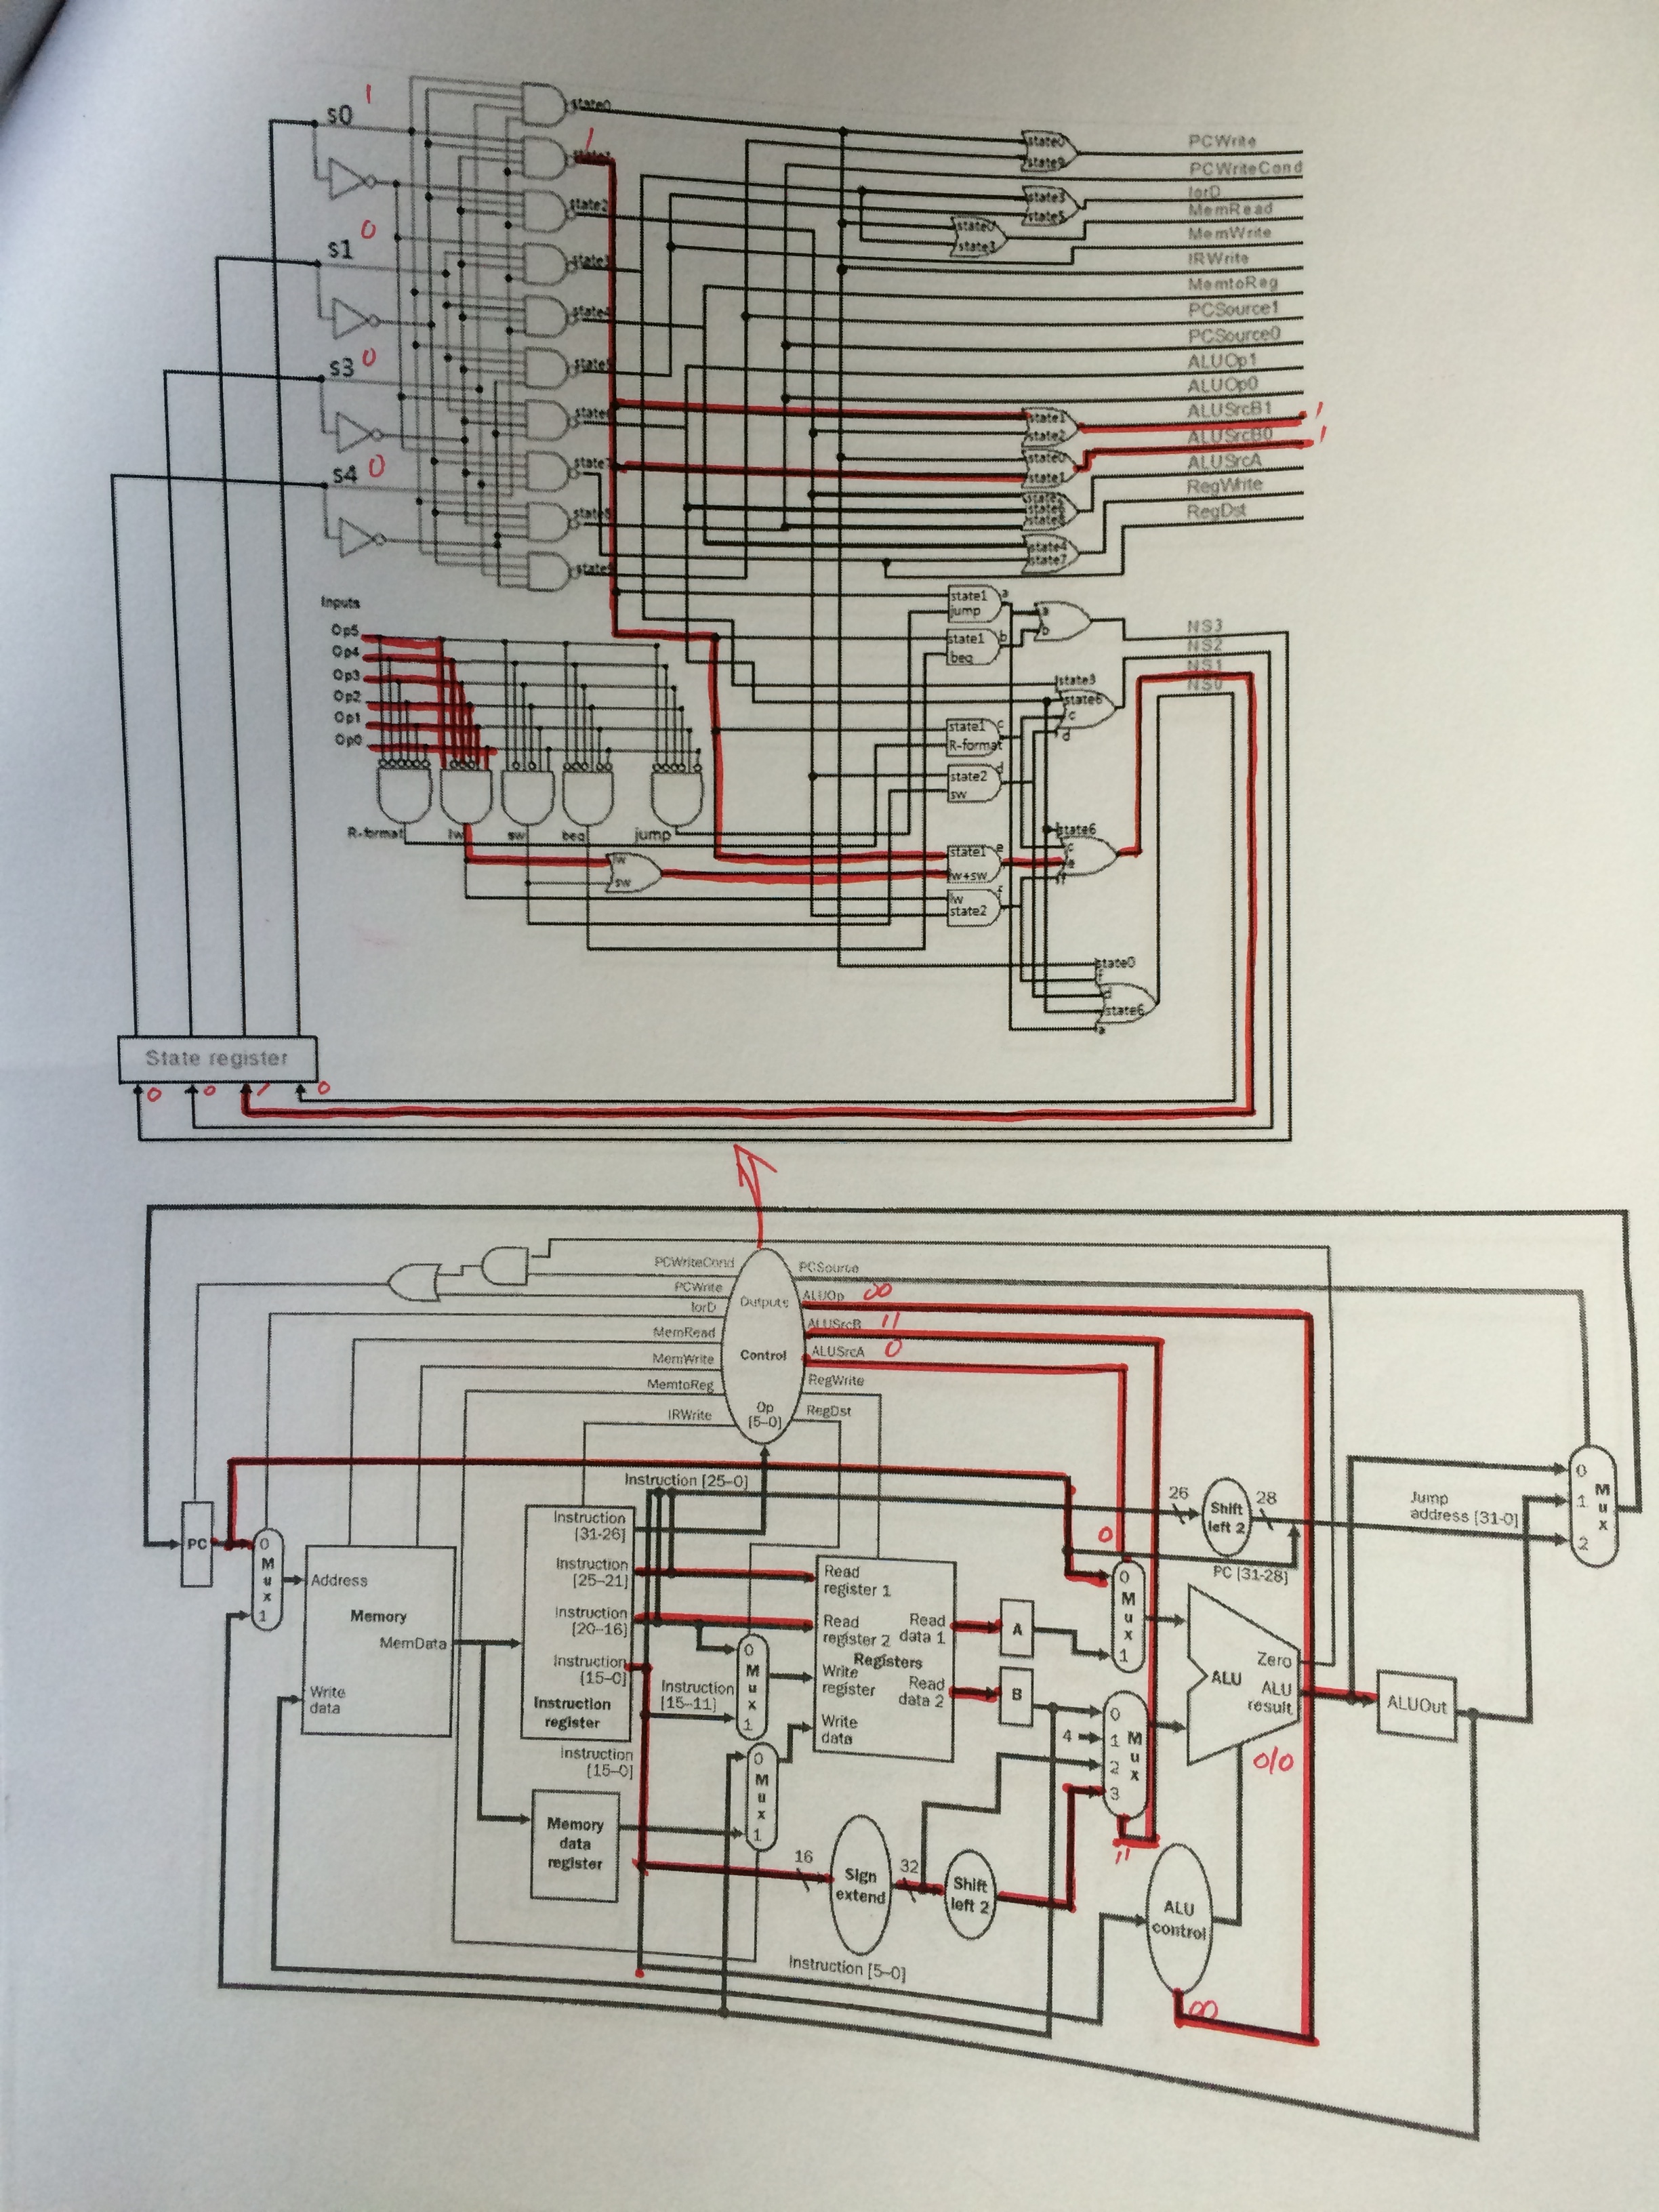 1
s0
state0
PCWrite
state0
state9
1
state1
PCWriteCond
IorD
state3
state5
MemRead
state2
state0
state3
MemWrite
0
s1
state3
IRWrite
MemtoReg
state4
PCSource1
PCSource0
0
s3
state5
ALUOp1
ALUOp0
state6
state1
state2
ALUSrcB1
1
ALUSrcB0
1
0
s4
state7
state0
state1
ALUSrcA
RegWrite
state8
state6
state8
RegDst
state4
state7
state9
Inputs
state1
jump
a
a
b
NS3
Op5
state1
beq
b
NS2
Op4
NS1
Op3
state3
NS0
Op2
state6
c
d
Op1
state1
R-format
c
Op0
state2
sw
d
R-format
lw
sw
beq
jump
state6
c
e
f
lw
sw
state1
lw+sw
e
lw
state2
f
state0
d
state6
a
State register
0
0
1
0
PCWriteCond
PCSource
PCWrite
Outputs
ALUOp
00
IorD
MemRead
ALUSrcB
11
MemWrite
Control
ALUSrcA
0
MemtoReg
RegWrite
IRWrite
Op
[5–0]
RegDst
Instruction [25–0]
26
Shift
left 2
28
Jump
address [31-0]
0
1
2
M
u
x
PC
0
M
u
x
1
Instruction
[31-26]
0
PC [31-28]
Address
Memory
MemData
Write
data
Instruction
[25–21]
Instruction
[20–16]
Instruction
[15–0]
Instruction
register
Read
register 1
Read
register 2
Registers
Write
register
Write
data
Read
data 1
Read
data 2
A
B
0
M
u
x
1
ALU
Zero
ALU
result
ALUOut
Instruction
[15–11]
0
M
u
x
1
Instruction
[15–0]
0
M
u
x
1
4
0
1
2
3
M
u
x
010
Memory
data
register
16
Sign
extend
32
Shift
left 2
11
ALU
control
Instruction [5–0]
00